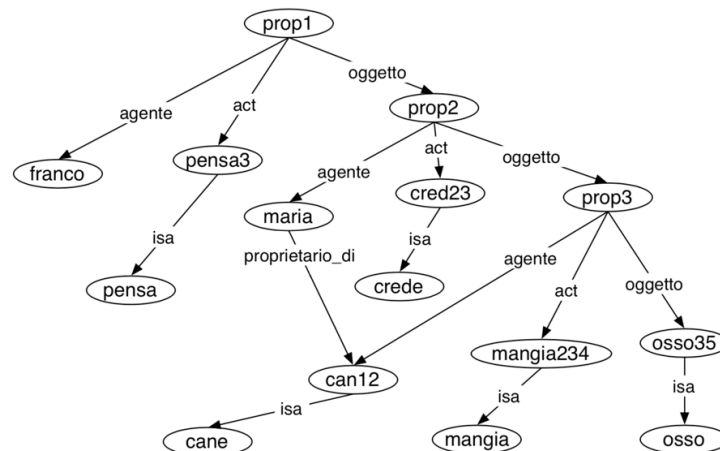 prop1
oggetto
agente
act
prop2
franco
pensa3
agente
act
oggetto
cred23
prop3
maria
isa
isa
proprietario_di
agente
pensa
crede
act
oggetto
can12
mangia234
osso35
isa
isa
isa
cane
mangia
osso